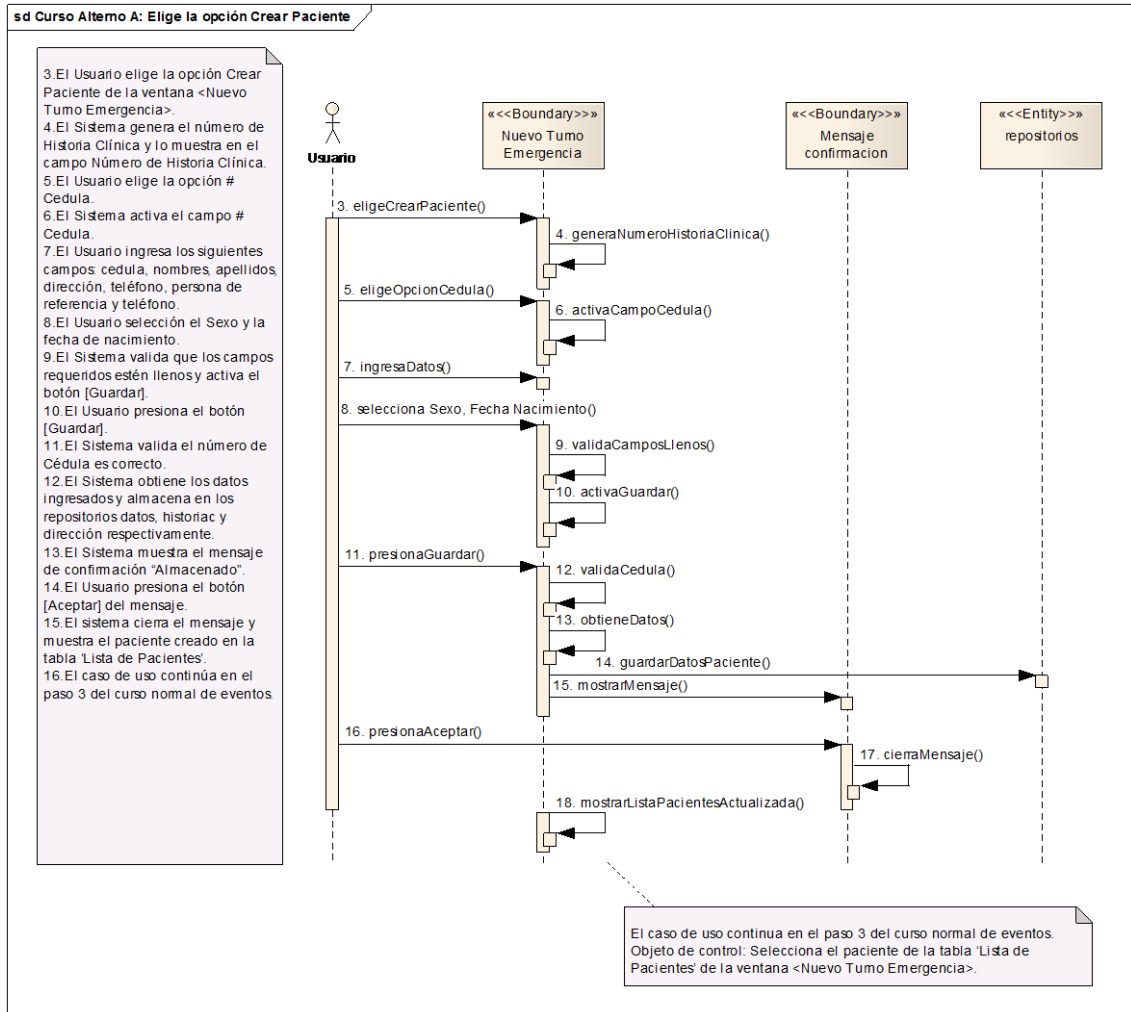 sd Curso Alterno A: Elige la opción Crear Paciente
3.El Usuario elige la opción Crear
Paciente de la ventana <Nuevo
Turno Emergencia>.
4.El Sistema genera el número de
Historia Clínica y lo muestra en el
campo Número de Historia Clínica.
5.El Usuario elige la opción #
Cedula.
6.El Sistema activa el campo #
Cedula.
7.El Usuario ingresa los siguientes
campos: cedula, nombres, apellidos,
dirección, teléfono, persona de
referencia y teléfono.
8.El Usuario selección el Sexo y la
fecha de nacimiento.
9.El Sistema valida que los campos
requeridos estén llenos y activa el
botón [Guardar].
10.El Usuario presiona el botón
[Guardar].
11.El Sistema valida el número de
Cédula es correcto.
12.El Sistema obtiene los datos
ingresados y almacena en los
repositorios datos, historiac y
dirección respectivamente.
13.El Sistema muestra el mensaje
de confirmación “Almacenado”.
14.El Usuario presiona el botón
[Aceptar] del mensaje.
15.El sistema cierra el mensaje y
muestra el paciente creado en la
tabla ‘Lista de Pacientes’.
16.El caso de uso continúa en el
paso 3 del curso normal de eventos.
Usuario
«<<Boundary>>»
Nuevo Turno
Emergencia
«<<Boundary>>»
Mensaje
confirmacion
«<<Entity>>»
repositorios
3. eligeCrearPaciente()
4. generaNumeroHistoriaClinica()
5. eligeOpcionCedula()
6. activaCampoCedula()
7. ingresaDatos()
8. selecciona Sexo, Fecha Nacimiento()
9. validaCamposLlenos()
10. activaGuardar()
11. presionaGuardar()
12. validaCedula()
13. obtieneDatos()
14. guardarDatosPaciente()
15. mostrarMensaje()
16. presionaAceptar()
17. cierraMensaje()
18. mostrarListaPacientesActualizada()
El caso de uso continua en el paso 3 del curso normal de eventos.
Objeto de control: Selecciona el paciente de la tabla ‘Lista de
Pacientes’ de la ventana <Nuevo Turno Emergencia>.